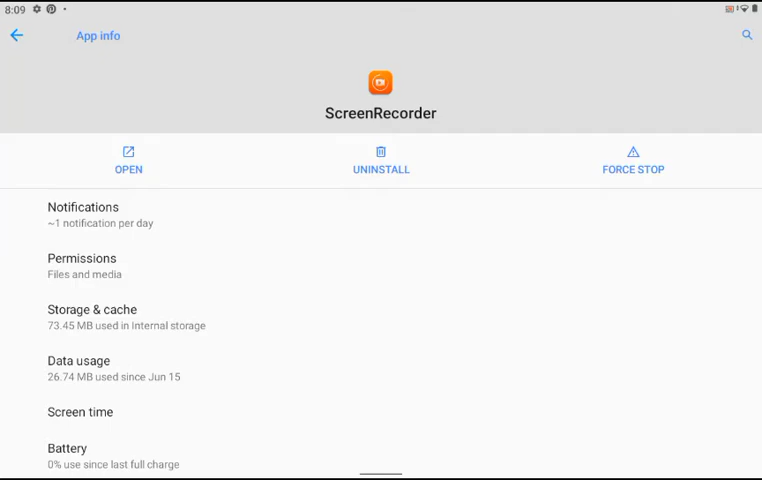 8:09
App info
ScreenRecorder
OPEN
UNINSTALL
FORCE STOP
Notifications
~1 notification per day
Permissions
Files and media
Storage & cache
73.45 MB used in Internal storage
Data usage
26.74 MB used since Jun 15
Screen time
Battery
0% use since last full charge